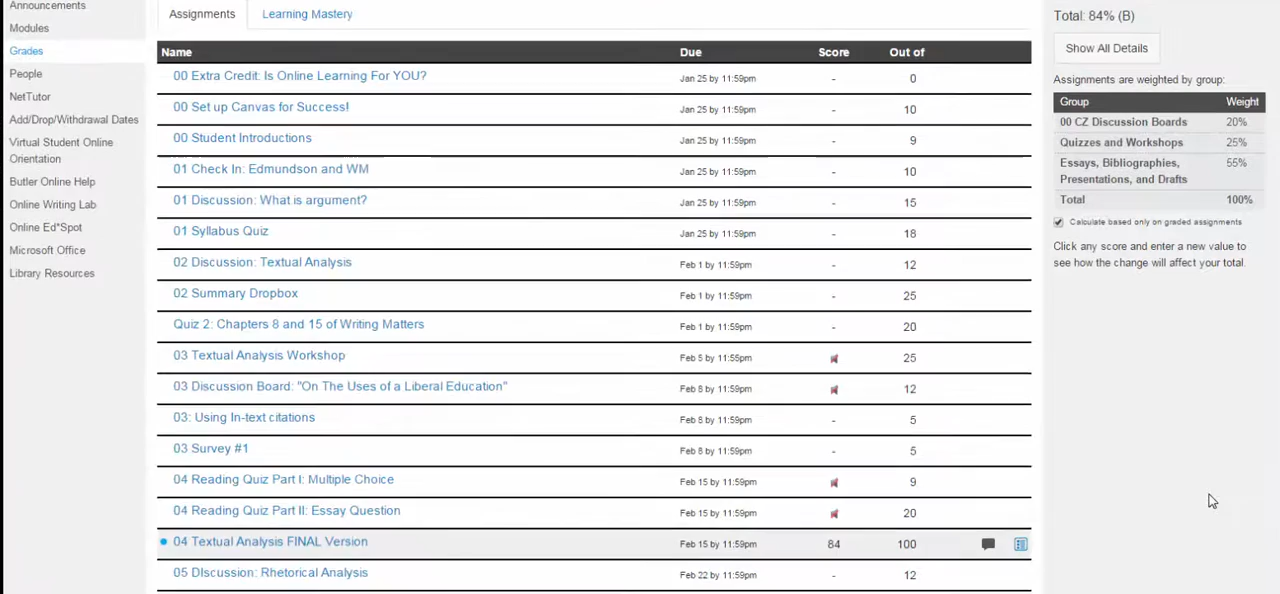 Announcements
Modules
Grades
People
NetTutor
Add/Drop/Withdrawal Dates
Virtual Student Online
Orientation
Butler Online Help
Online Writing Lab
Online Ed*Spot
Microsoft Office
Library Resources
Assignments Learning Mastery
Name Due Score Out of
00 Extra Credit: Is Online Learning For YOU? Jan 25 by 11:59pm - 0
00 Set up Canvas for Success! Jan 25 by 11:59pm - 10
00 Student Introductions Jan 25 by 11:59pm - 9
01 Check In: Edmundson and WM Jan 25 by 11:59pm - 10
01 Discussion: What is argument? Jan 25 by 11:59pm - 15
01 Syllabus Quiz Jan 25 by 11:59pm - 18
02 Discussion: Textual Analysis Feb 1 by 11:59pm - 12
02 Summary Dropbox Feb 1 by 11:59pm - 25
Quiz 2: Chapters 8 and 15 of Writing Matters Feb 1 by 11:59pm - 20
03 Textual Analysis Workshop Feb 5 by 11:55pm 25
03 Discussion Board: "On The Uses of a Liberal Education" Feb 8 by 11:59pm 12
03: Using In-text citations Feb 8 by 11:59pm - 5
03 Survey #1 Feb 8 by 11:59pm - 5
04 Reading Quiz Part I: Multiple Choice Feb 15 by 11:59pm 9
04 Reading Quiz Part II: Essay Question Feb 15 by 11:59pm 20
04 Textual Analysis FINAL Version Feb 15 by 11:59pm 84 100
05 DIscussion: Rhetorical Analysis Feb 22 by 11:59pm - 12
Total: 84% (B)
Show All Details
Assignments are weighted by group:
Group Weight
00 CZ Discussion Boards 20%
Quizzes and Workshops 25%
Essays, Bibliographies, 55%
Presentations, and Drafts
Total 100%
Calculate based only on graded assignments
Click any score and enter a new value to
see how the change will affect your total.